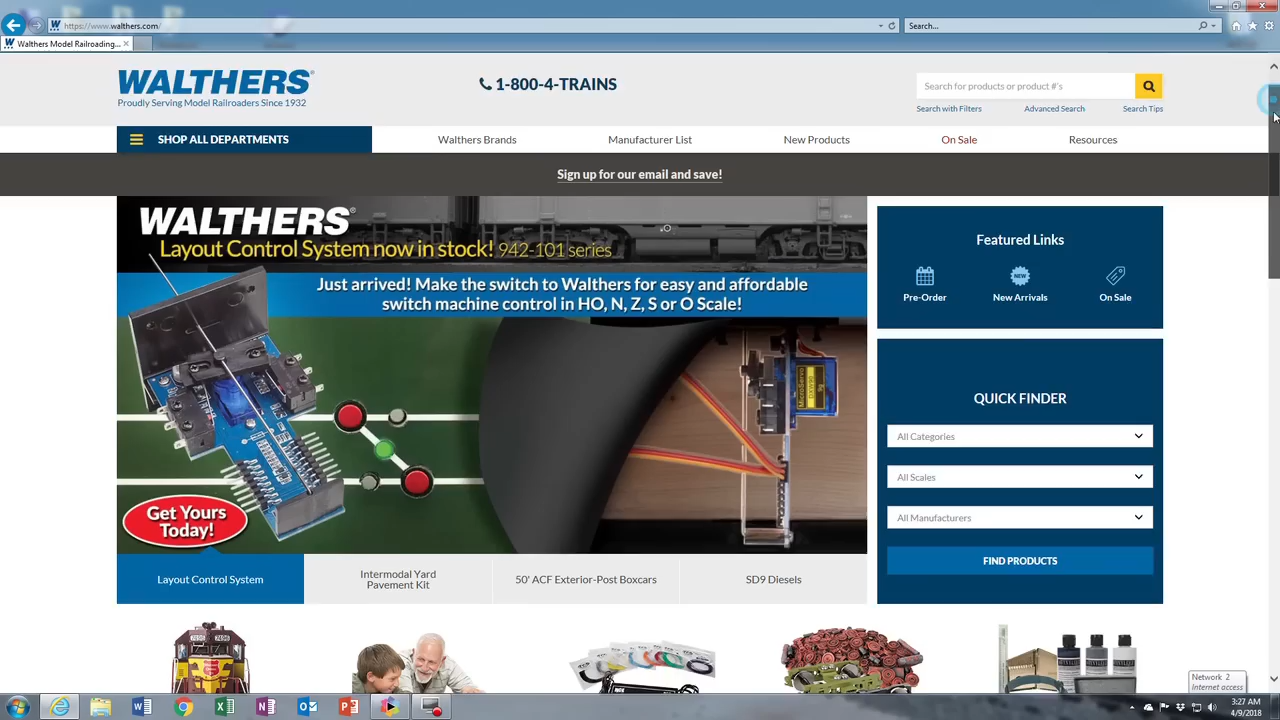 https://www.walthers.com/
Search...
Walthers Model Railroading...
WALTHERS®
Proudly Serving Model Railroaders Since 1932
1-800-4-TRAINS
Search for products or product #'s
Search with Filters
Advanced Search
Search Tips
SHOP ALL DEPARTMENTS
Walthers Brands
Manufacturer List
New Products
On Sale
Resources
Sign up for our email and save!
WALTHERS®
Layout Control System now in stock! 942-101 series
Just arrived! Make the switch to Walthers for easy and affordable
switch machine control in HO, N, Z, S or O Scale!
Get Yours
Today!
Layout Control System
Intermodal Yard
Pavement Kit
50' ACF Exterior-Post Boxcars
SD9 Diesels
Featured Links
Pre-Order
NEW
New Arrivals
On Sale
QUICK FINDER
All Categories
All Scales
All Manufacturers
FIND PRODUCTS
Network 2
Internet access
3:27 AM
4/9/2018